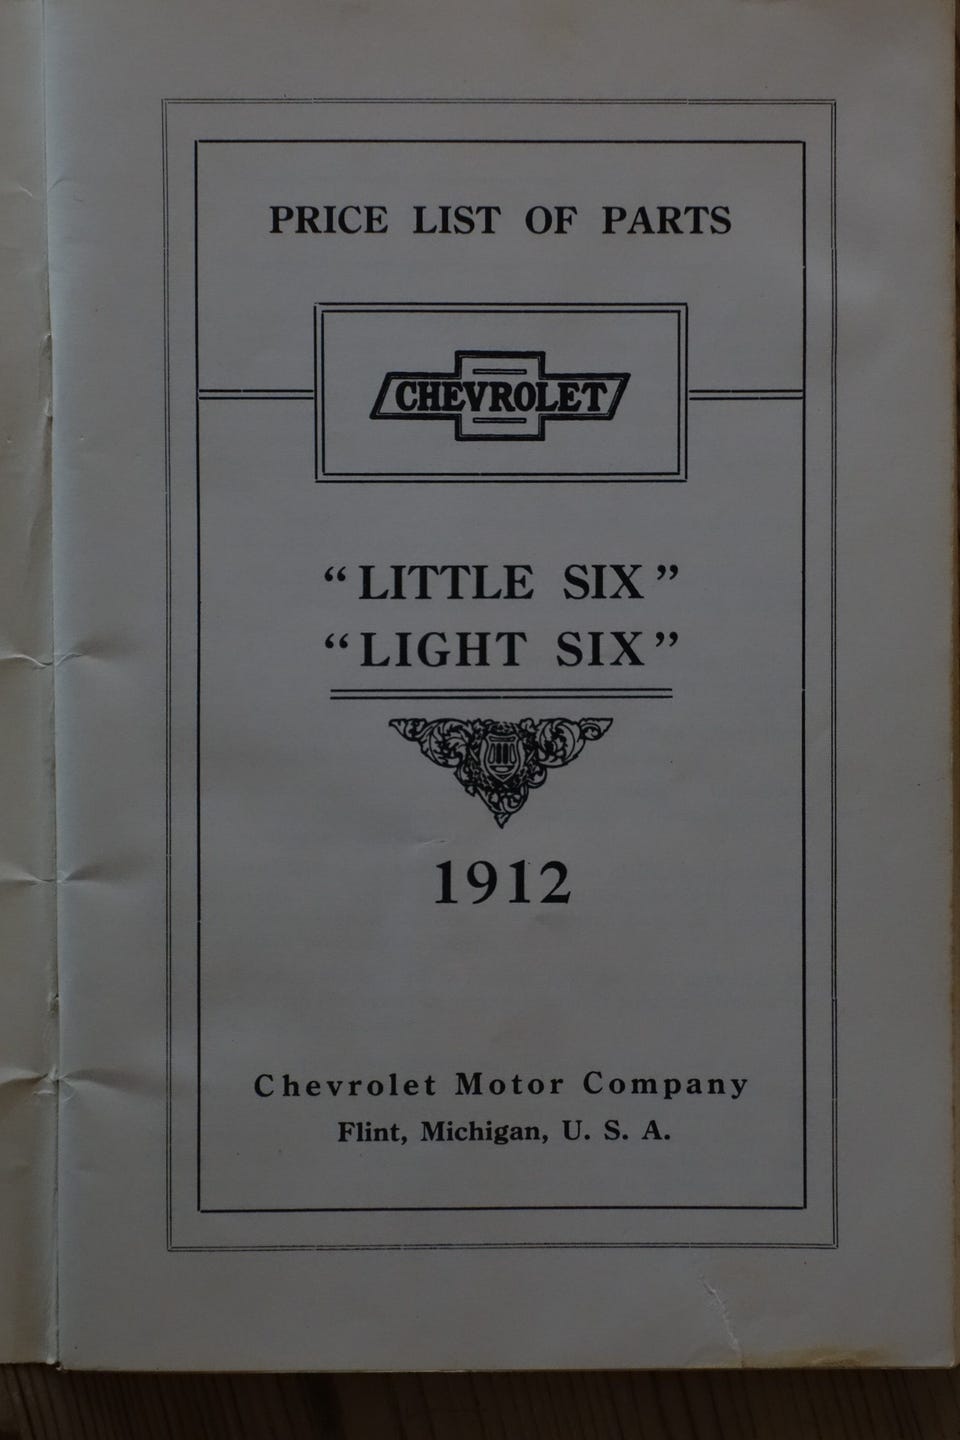 PRICE LIST OF PARTS
CHEVROLET
“LITTLE SIX”
“LIGHT SIX”
1912
Chevrolet Motor Company
Flint, Michigan, U. S. A.